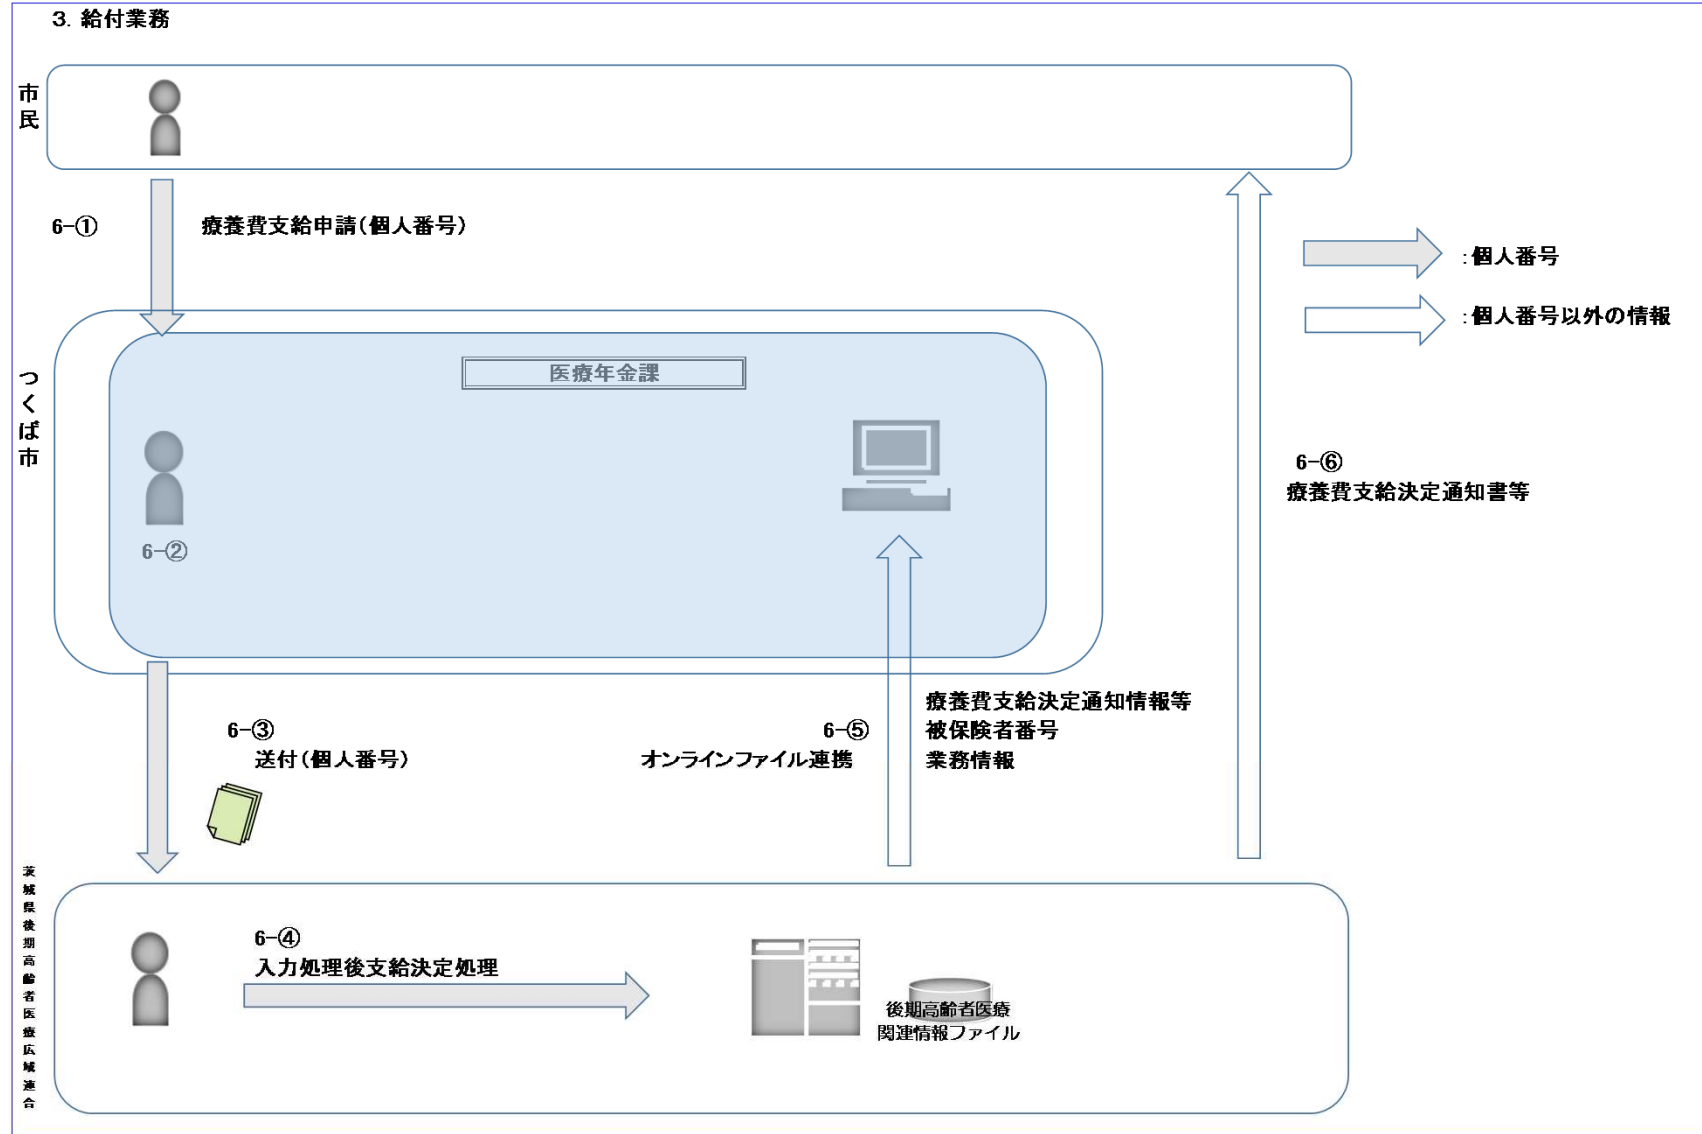 3. 給付業務
市民
6-①
療養費支給申請(個人番号)
:個人番号
:個人番号以外の情報
つくば市
医療年金課
6-②
6-⑥
療養費支給決定通知書等
6-③
送付(個人番号)
6-⑤
オンラインファイル連携
療養費支給決定通知情報等
被保険者番号
業務情報
茨城県後期高齢者医療広域連合
6-④
入力処理後支給決定処理
後期高齢者医療
関連情報ファイル